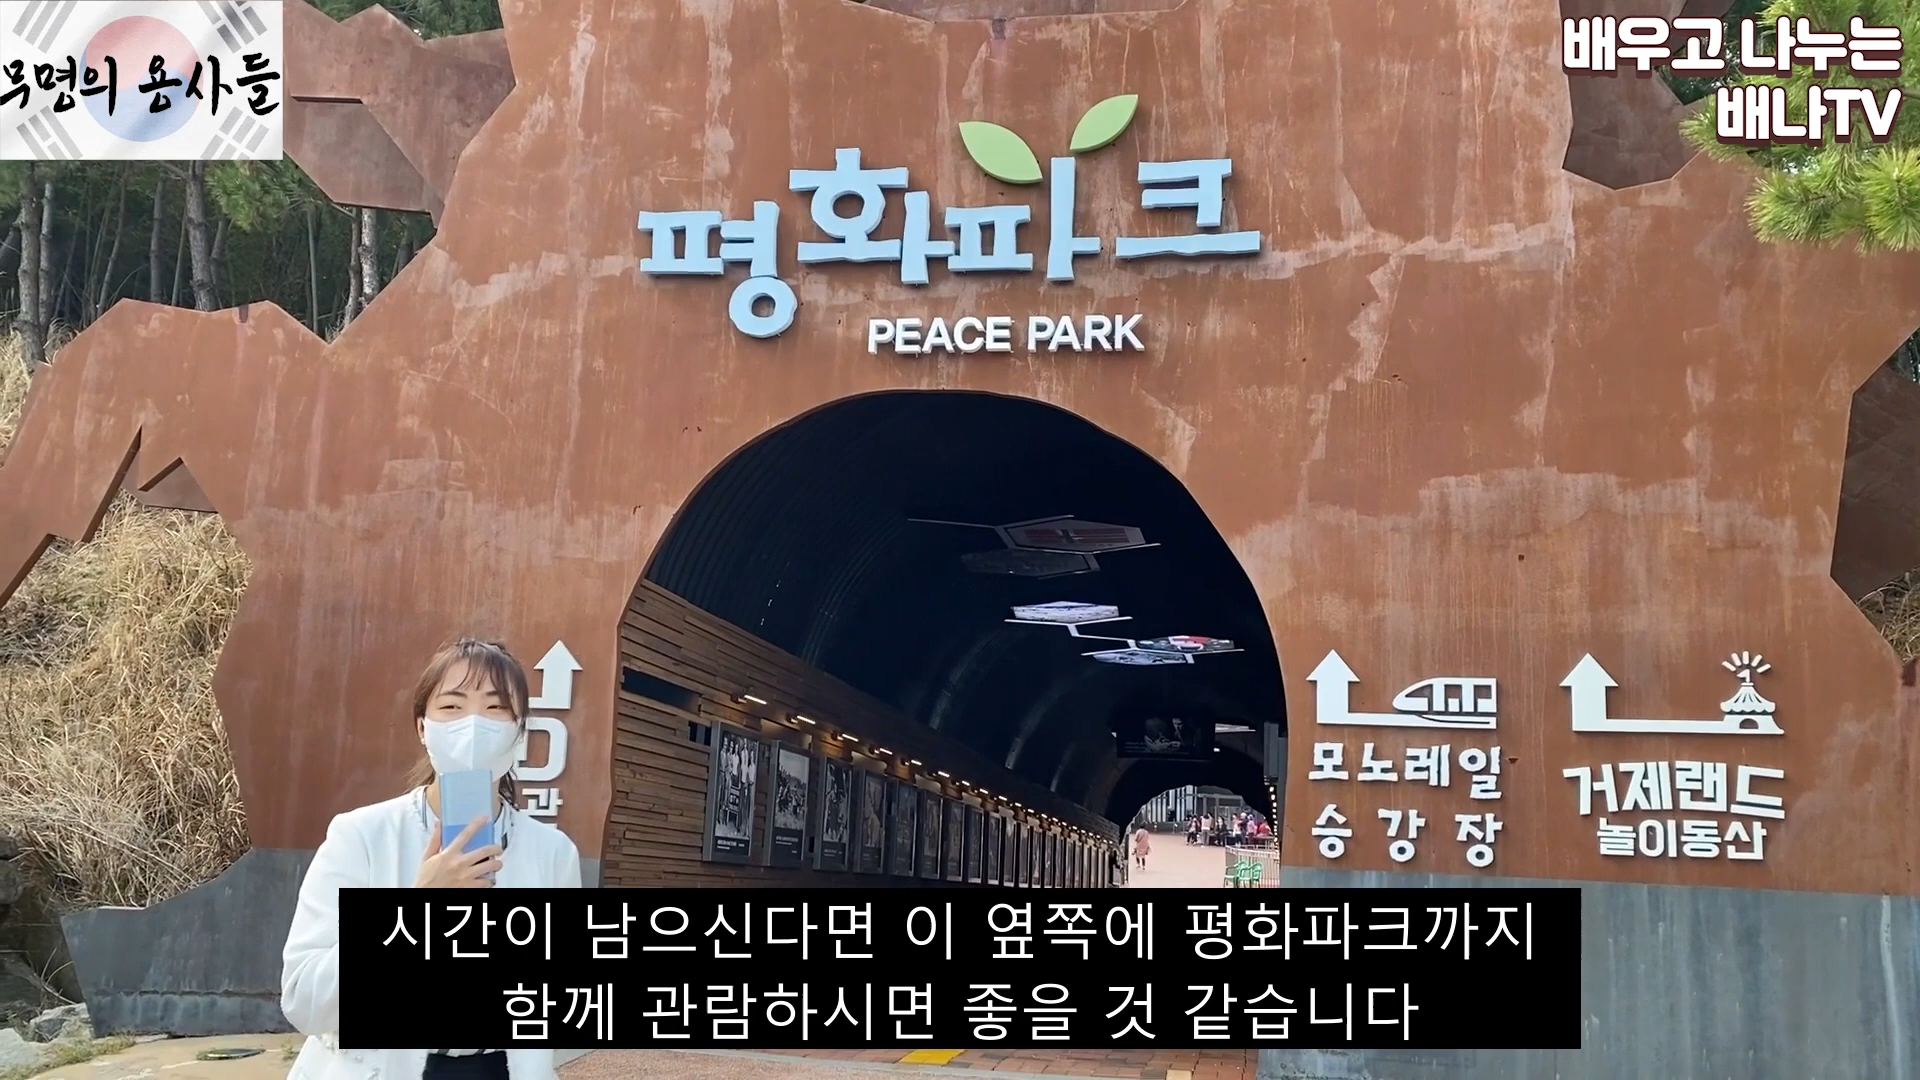 무명의 용사들
배우고 나누는
배나TV
평화파크
PEACE PARK
관
모노레일
승강장
거제랜드
놀이동산
시간이 남으신다면 이 옆쪽에 평화파크까지
함께 관람하시면 좋을 것 같습니다